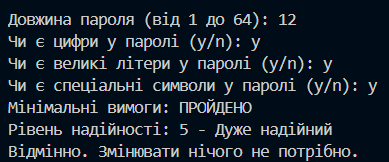 Довжина пароля (від 1 до 64): 12
Чи є цифри у паролі (y/n): y
Чи є великі літери у паролі (y/n): y
Чи є спеціальні символи у паролі (y/n): y
Мінімальні вимоги: ПРОЙДЕНО
Рівень надійності: 5 - Дуже надійний
Відмінно. Змінювати нічого не потрібно.